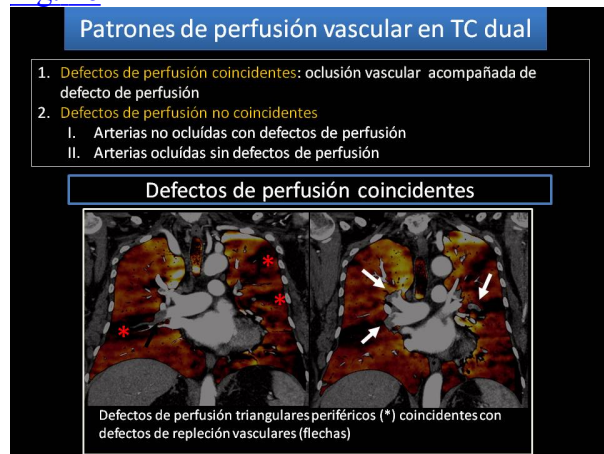 Patrones de perfusión vascular en TC dual
1. Defectos de perfusión coincidentes: oclusión vascular acompañada de
defecto de perfusión
2. Defectos de perfusión no coincidentes
I. Arterias no ocluídas con defectos de perfusión
II. Arterias ocluídas sin defectos de perfusión
Defectos de perfusión coincidentes
* * *
Defectos de perfusión triangulares periféricos (*) coincidentes con
defectos de repleción vasculares (flechas)